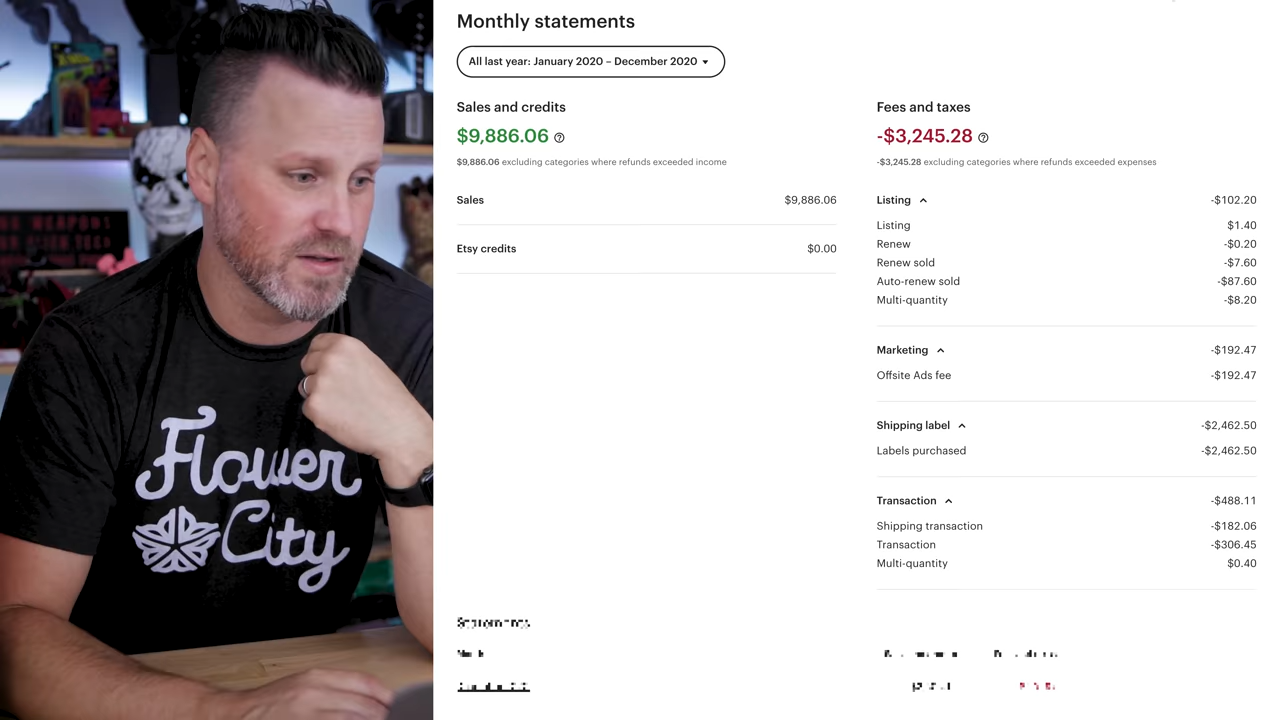 Monthly statements
All last year: January 2020 – December 2020
Sales and credits
$9,886.06
$9,886.06 excluding categories where refunds exceeded income
Sales $9,886.06
Etsy credits $0.00
Fees and taxes
-$3,245.28
-$3,245.28 excluding categories where refunds exceeded expenses
Listing -$102.20
Listing $1.40
Renew -$0.20
Renew sold -$7.60
Auto-renew sold -$87.60
Multi-quantity -$8.20
Marketing -$192.47
Offsite Ads fee -$192.47
Shipping label -$2,462.50
Labels purchased -$2,462.50
Transaction -$488.11
Shipping transaction -$182.06
Transaction -$306.45
Multi-quantity $0.40
Flower
City